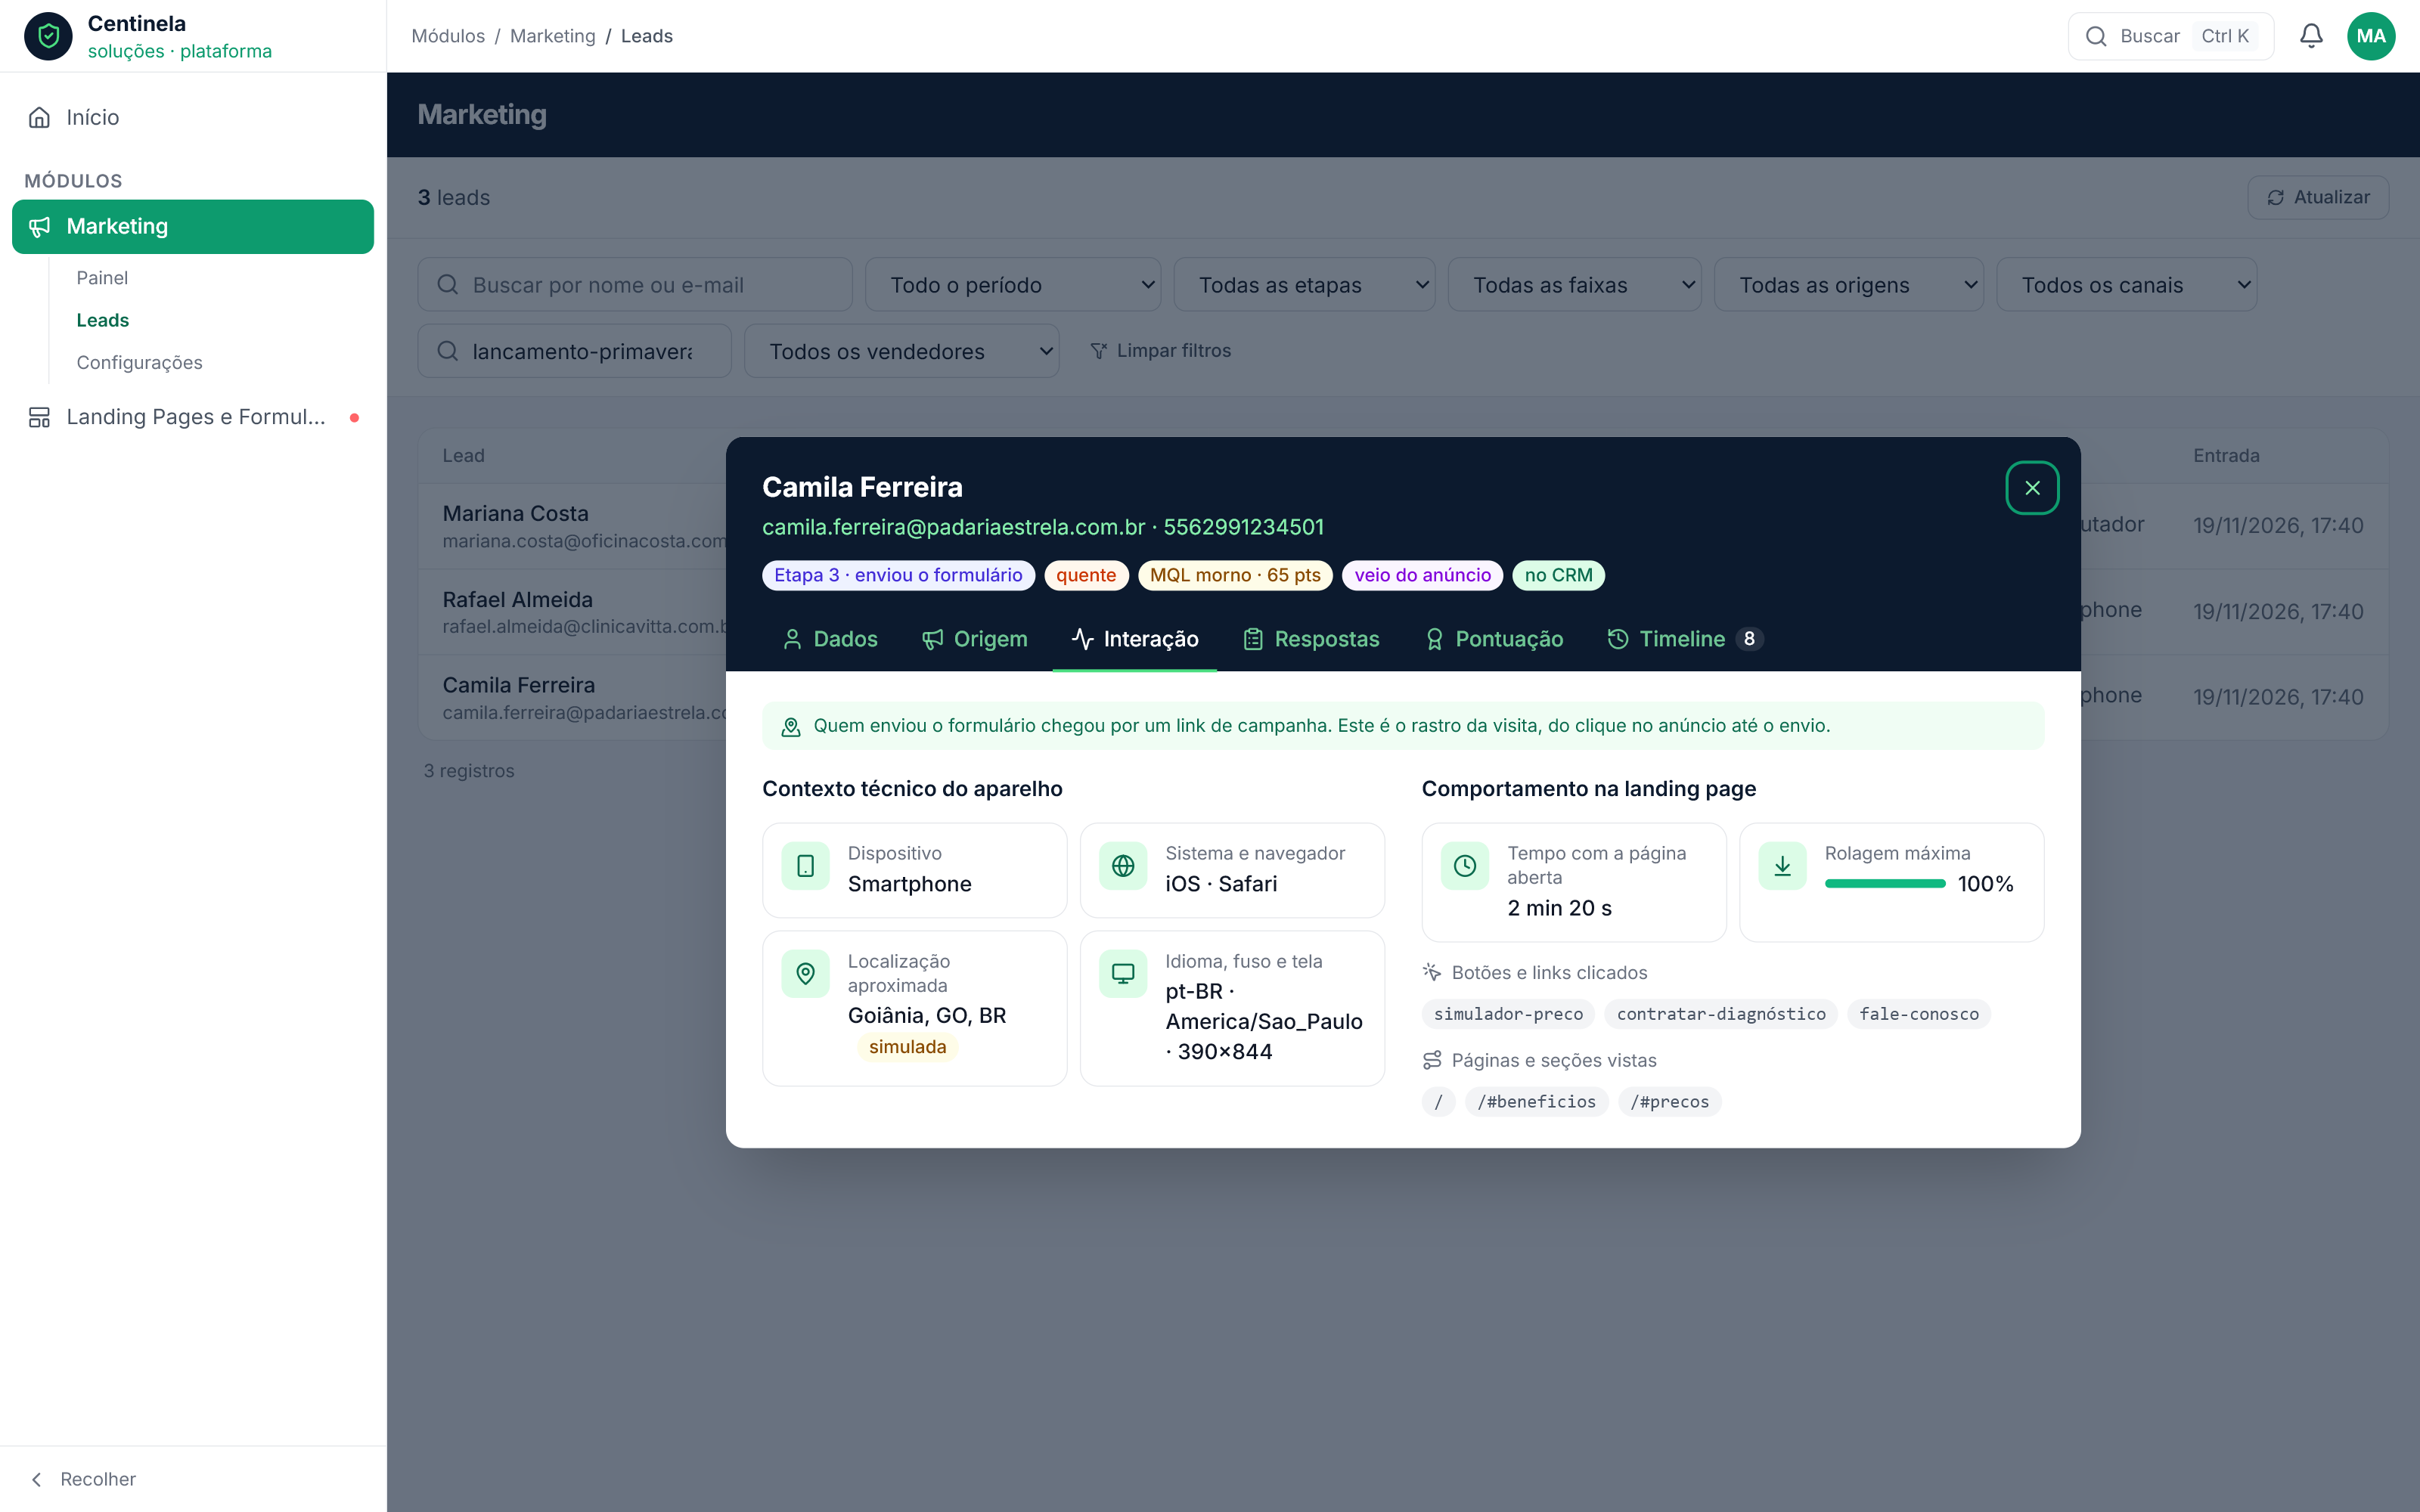 Centinela
soluções · plataforma
Módulos / Marketing / Leads
Buscar Ctrl K
MA
Início
MÓDULOS
Marketing
Painel
Leads
Configurações
Landing Pages e Formul...
Recolher
Marketing
3 leads
Atualizar
Buscar por nome ou e-mail
Todo o período
Todas as etapas
Todas as faixas
Todas as origens
Todos os canais
lancamento-primavera
Todos os vendedores
Limpar filtros
Lead
Entrada
Mariana Costa
mariana.costa@oficinacosta.com
utador
19/11/2026, 17:40
Rafael Almeida
rafael.almeida@clinicavitta.com.b
phone
19/11/2026, 17:40
Camila Ferreira
camila.ferreira@padariaestrela.co
phone
19/11/2026, 17:40
3 registros
Camila Ferreira
camila.ferreira@padariaestrela.com.br · 5562991234501
Etapa 3 · enviou o formulário
quente
MQL morno · 65 pts
veio do anúncio
no CRM
Dados
Origem
Interação
Respostas
Pontuação
Timeline 8
Quem enviou o formulário chegou por um link de campanha. Este é o rastro da visita, do clique no anúncio até o envio.
Contexto técnico do aparelho
Dispositivo
Smartphone
Sistema e navegador
iOS · Safari
Localização
aproximada
Goiânia, GO, BR
simulada
Idioma, fuso e tela
pt-BR ·
America/Sao_Paulo
· 390×844
Comportamento na landing page
Tempo com a página
aberta
2 min 20 s
Rolagem máxima
100%
Botões e links clicados
simulador-preco
contratar-diagnóstico
fale-conosco
Páginas e seções vistas
/
/#beneficios
/#precos